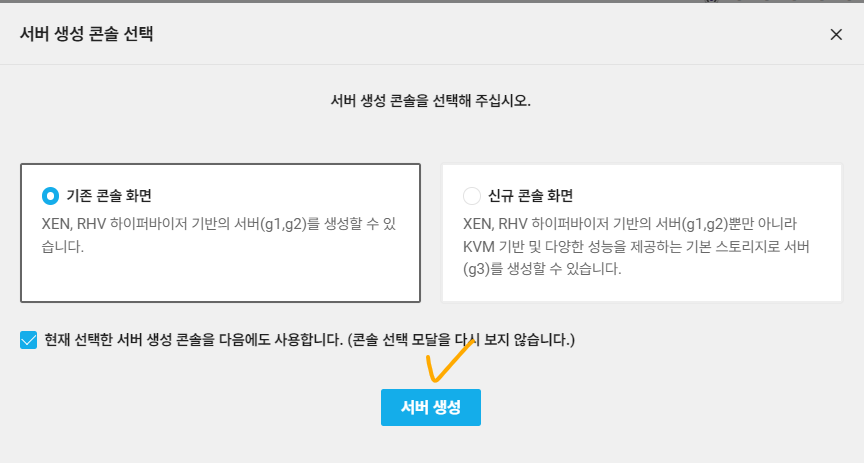 서버 생성 콘솔 선택
서버 생성 콘솔을 선택해 주십시오.
기존 콘솔 화면
XEN, RHV 하이퍼바이저 기반의 서버(g1,g2)를 생성할 수 있
습니다.
신규 콘솔 화면
XEN, RHV 하이퍼바이저 기반의 서버(g1,g2)뿐만 아니라
KVM 기반 및 다양한 성능을 제공하는 기본 스토리지로 서버
(g3)를 생성할 수 있습니다.
현재 선택한 서버 생성 콘솔을 다음에도 사용합니다. (콘솔 선택 모달을 다시 보지 않습니다.)
서버 생성